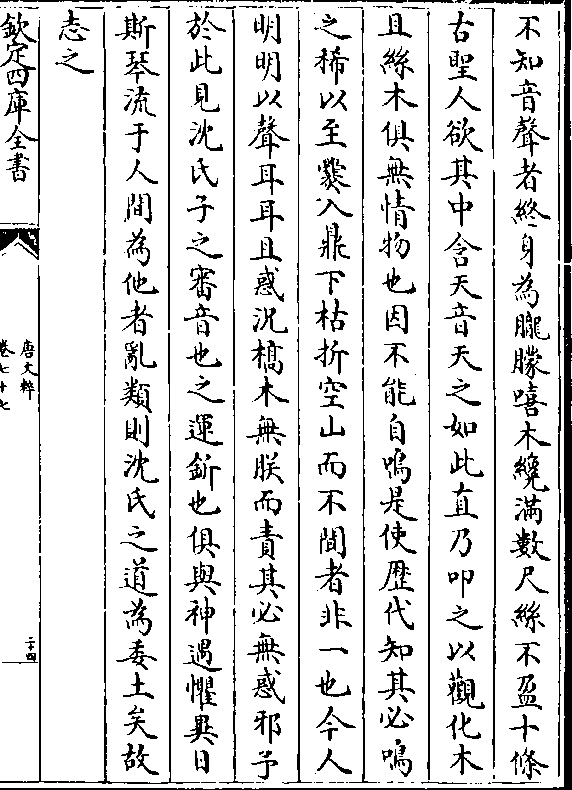 不知音聲者終身為朧朦嘻木纔滿數尺絲不盈十條
古聖人欲其中含天音天之如此直乃叩之以觀化木
且絲木俱無情物也因不能自鳴是使歷代知其必鳴
之稀以至爨入鼎下枯折空山而不間者非一也今人
明明以聲耳耳且惑況槁木無朕而責其必無惑邪予
於此見沈氏子之審音也之運釿也俱與神遇懼異日
斯琴流于人間為他者亂類則沈氏之道為委土矣故
志之
欽定四庫全書
唐文粹
卷七十七
二十四